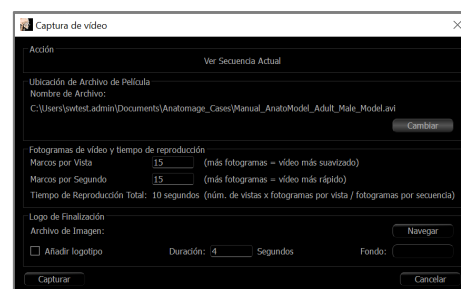 Captura de vídeo
Acción
Ver Secuencia Actual
Ubicación de Archivo de Película
Nombre de Archivo:
C:\Users\swtest.admin\Documents\Anatomage_Cases\Manual_AnatoModel_Adult_Male_Model.avi
Cambiar
Fotogramas de vídeo y tiempo de reproducción
Marcos por Vista 15 (más fotogramas = vídeo más suavizado)
Marcos por Segundo 15 (más fotogramas = vídeo más rápido)
Tiempo de Reproducción Total: 10 segundos (núm. de vistas x fotogramas por vista / fotogramas por secuencia)
Logo de Finalización
Archivo de Imagen: Navegar
Añadir logotipo Duración: 4 Segundos Fondo:
Capturar Cancelar